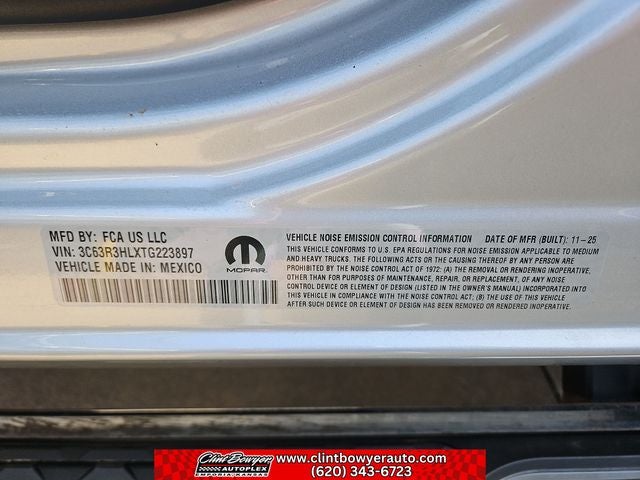 MFD BY: FCA US LLC
VIN: 3C63R3HLXTG223897
VEHICLE MADE IN: MEXICO
MOPAR
VEHICLE NOISE EMISSION CONTROL INFORMATION DATE OF MFR (BUILT): 11-25
THIS VEHICLE CONFORMS TO U.S. EPA REGULATIONS FOR NOISE EMISSION APPLICABLE TO MEDIUM
AND HEAVY TRUCKS. THE FOLLOWING ACTS OR THE CAUSING THEREOF BY ANY PERSON ARE
PROHIBITED BY THE NOISE CONTROL ACT OF 1972: (A) THE REMOVAL OR RENDERING INOPERATIVE,
OTHER THAN FOR PURPOSES OF MAINTENANCE, REPAIR, OR REPLACEMENT, OF ANY NOISE
CONTROL DEVICE OR ELEMENT OF DESIGN (LISTED IN THE OWNER'S MANUAL) INCORPORATED INTO
THIS VEHICLE IN COMPLIANCE WITH THE NOISE CONTROL ACT; (B) THE USE OF THIS VEHICLE
AFTER SUCH DEVICE OR ELEMENT OF DESIGN HAS BEEN REMOVED OR RENDERED INOPERATIVE.
Clint Bowyer
AUTOPLEX
EMPORIA, KANSAS
www.clintbowyerauto.com
(620) 343-6723